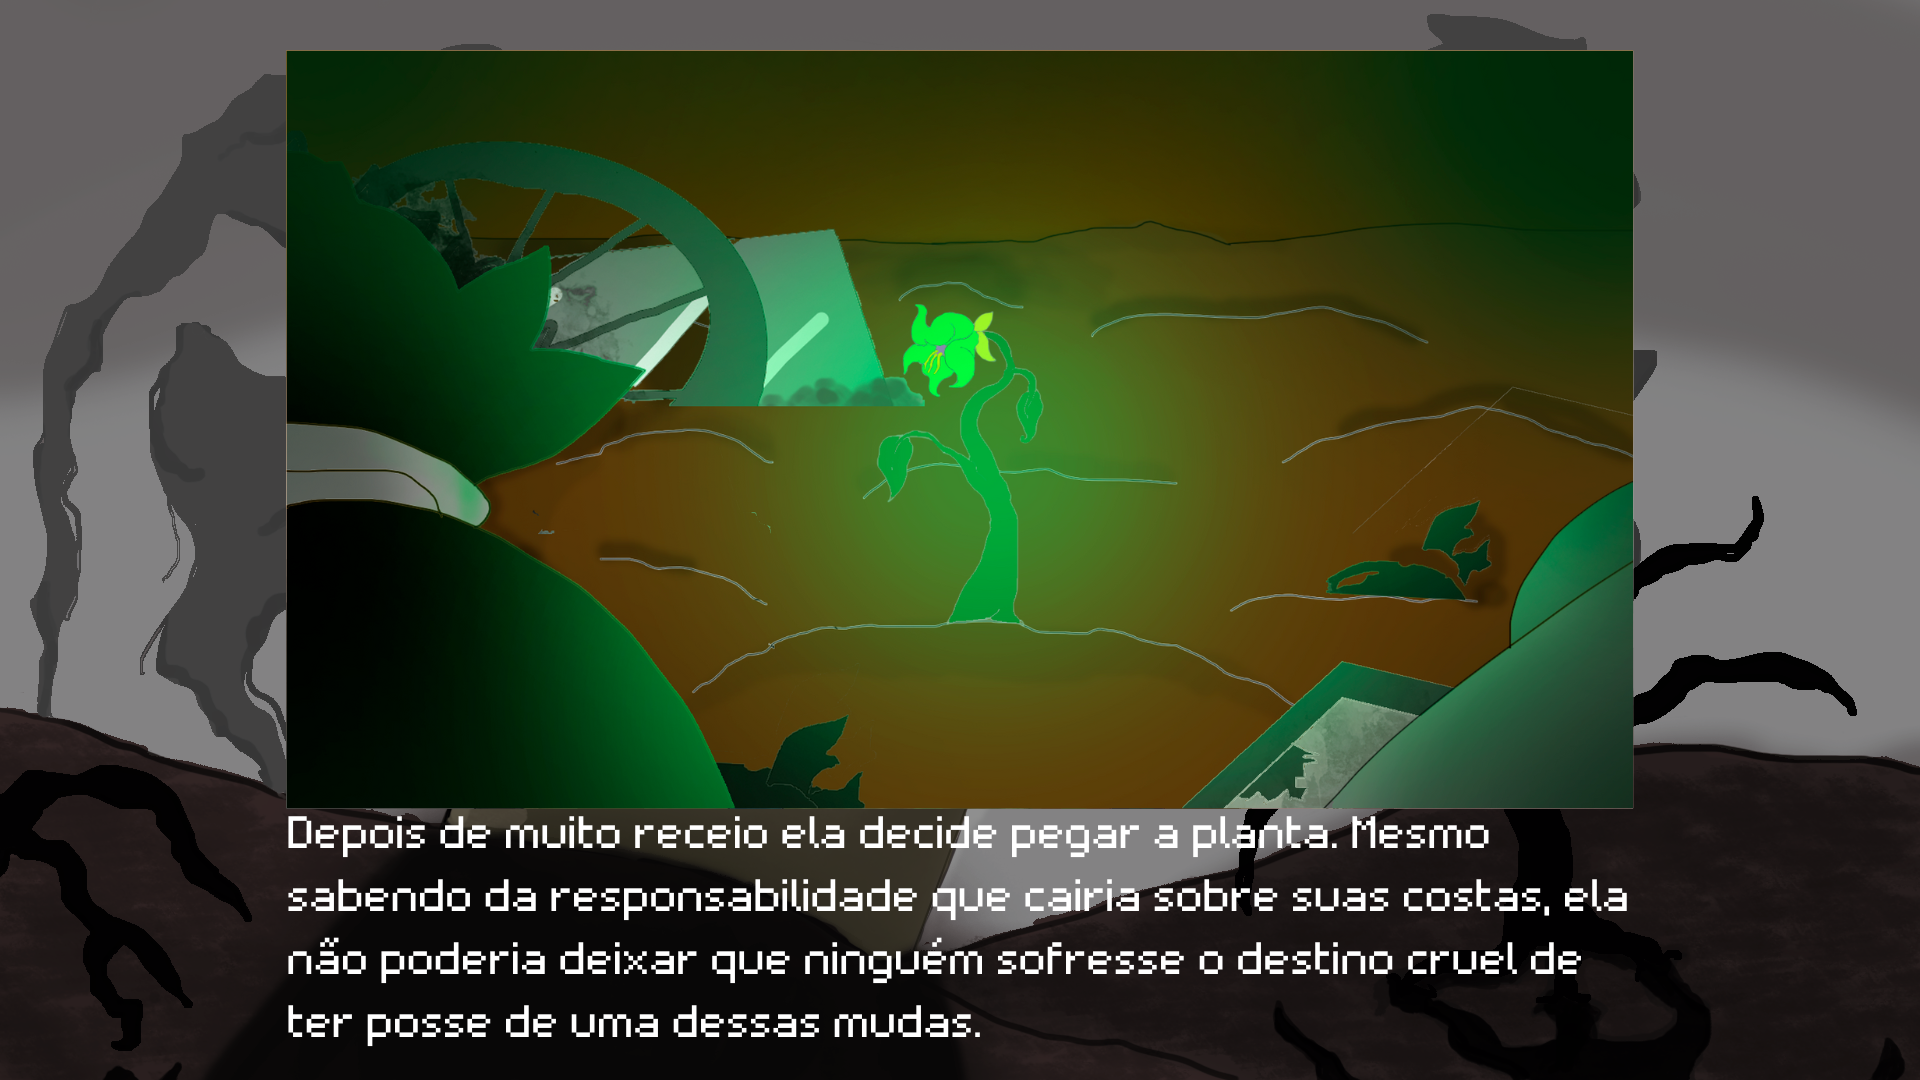 Depois de muito receio ela decide pegar a planta. Mesmo
sabendo da responsabilidade que cairia sobre suas costas, ela
não poderia deixar que ninguém sofresse o destino cruel de
ter posse de uma dessas mudas.